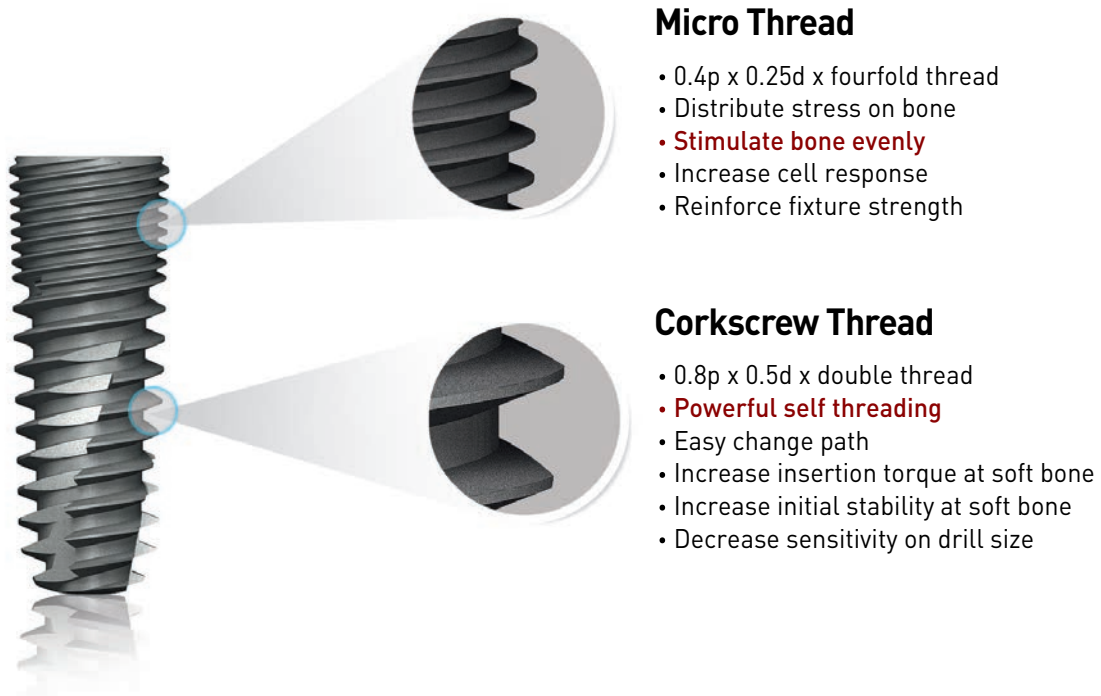 Micro Thread
• 0.4p x 0.25d x fourfold thread
• Distribute stress on bone
• Stimulate bone evenly
• Increase cell response
• Reinforce fixture strength
Corkscrew Thread
• 0.8p x 0.5d x double thread
• Powerful self threading
• Easy change path
• Increase insertion torque at soft bone
• Increase initial stability at soft bone
• Decrease sensitivity on drill size